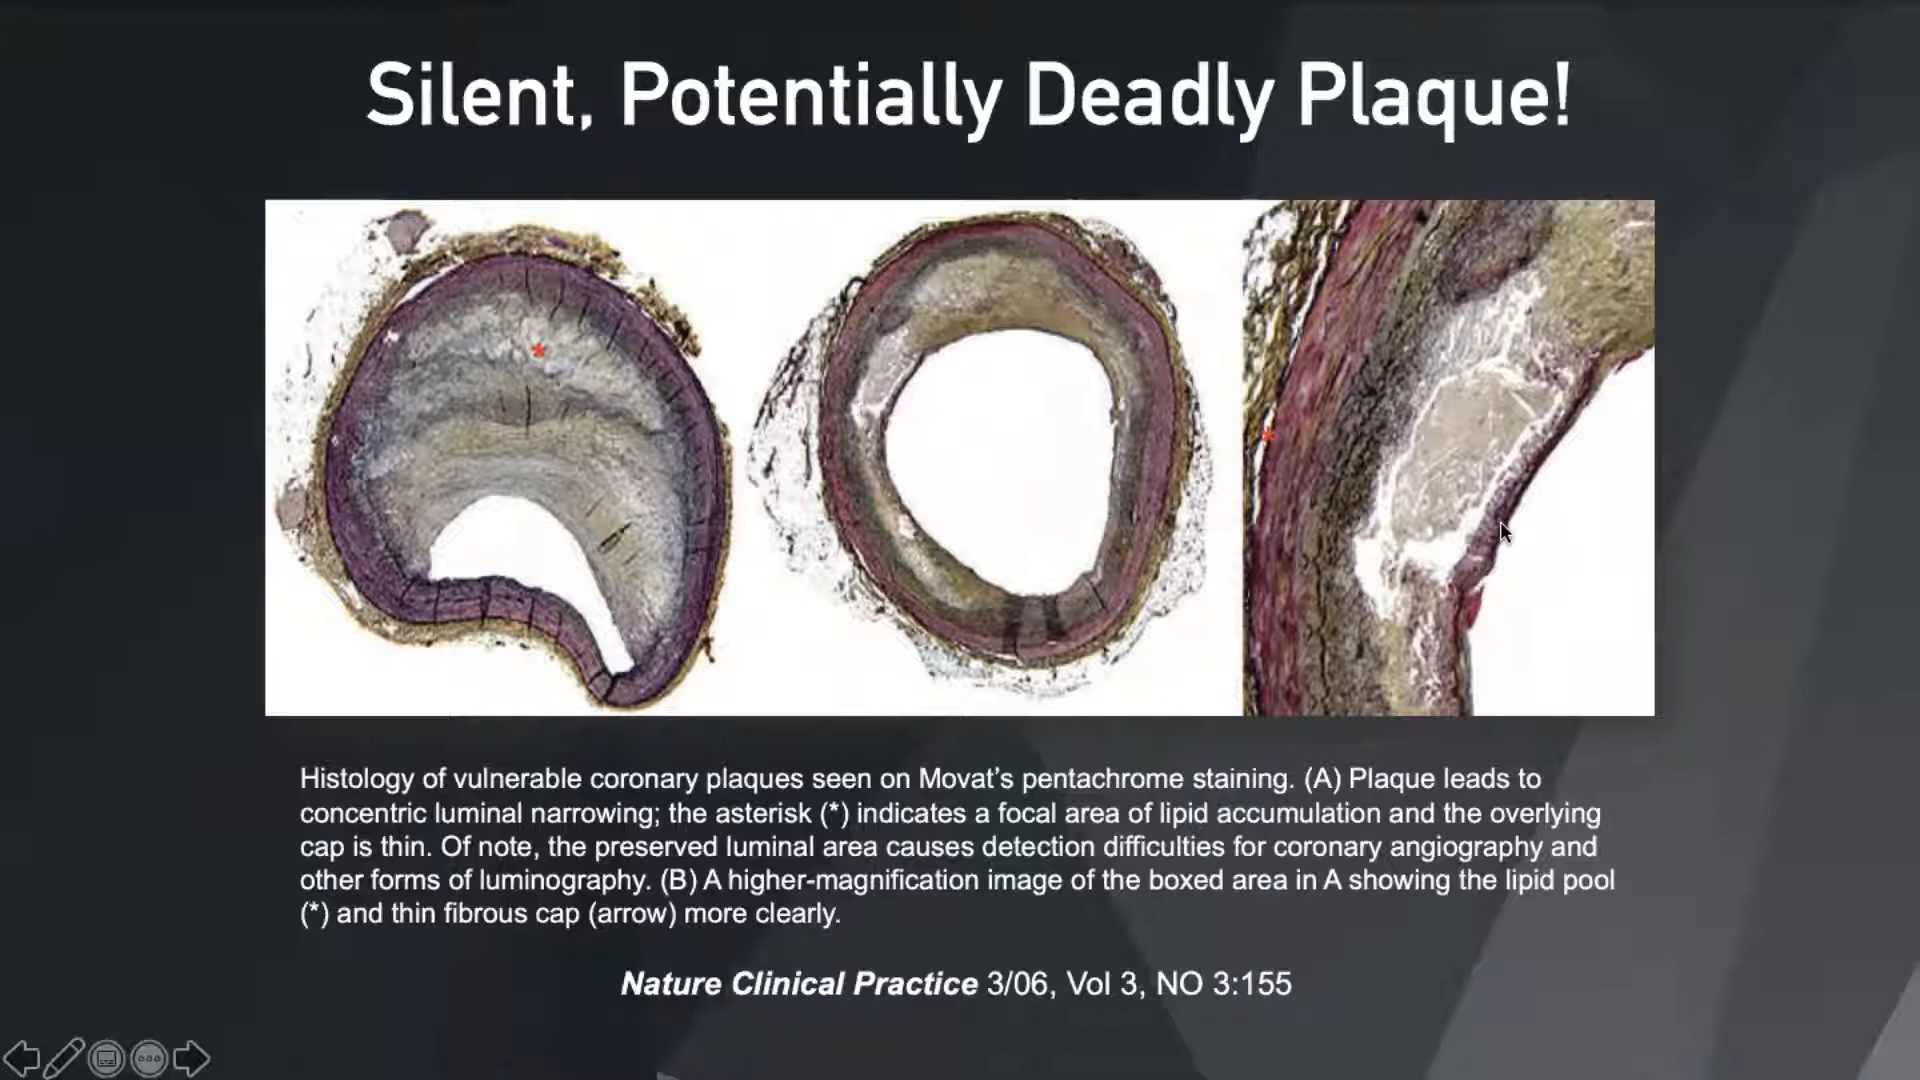 Silent, Potentially Deadly Plaque!
*
*
Histology of vulnerable coronary plaques seen on Movat's pentachrome staining. (A) Plaque leads to
concentric luminal narrowing; the asterisk (*) indicates a focal area of lipid accumulation and the overlying
cap is thin. Of note, the preserved luminal area causes detection difficulties for coronary angiography and
other forms of luminography. (B) A higher-magnification image of the boxed area in A showing the lipid pool
(*) and thin fibrous cap (arrow) more clearly.
Nature Clinical Practice 3/06, Vol 3, NO 3:155